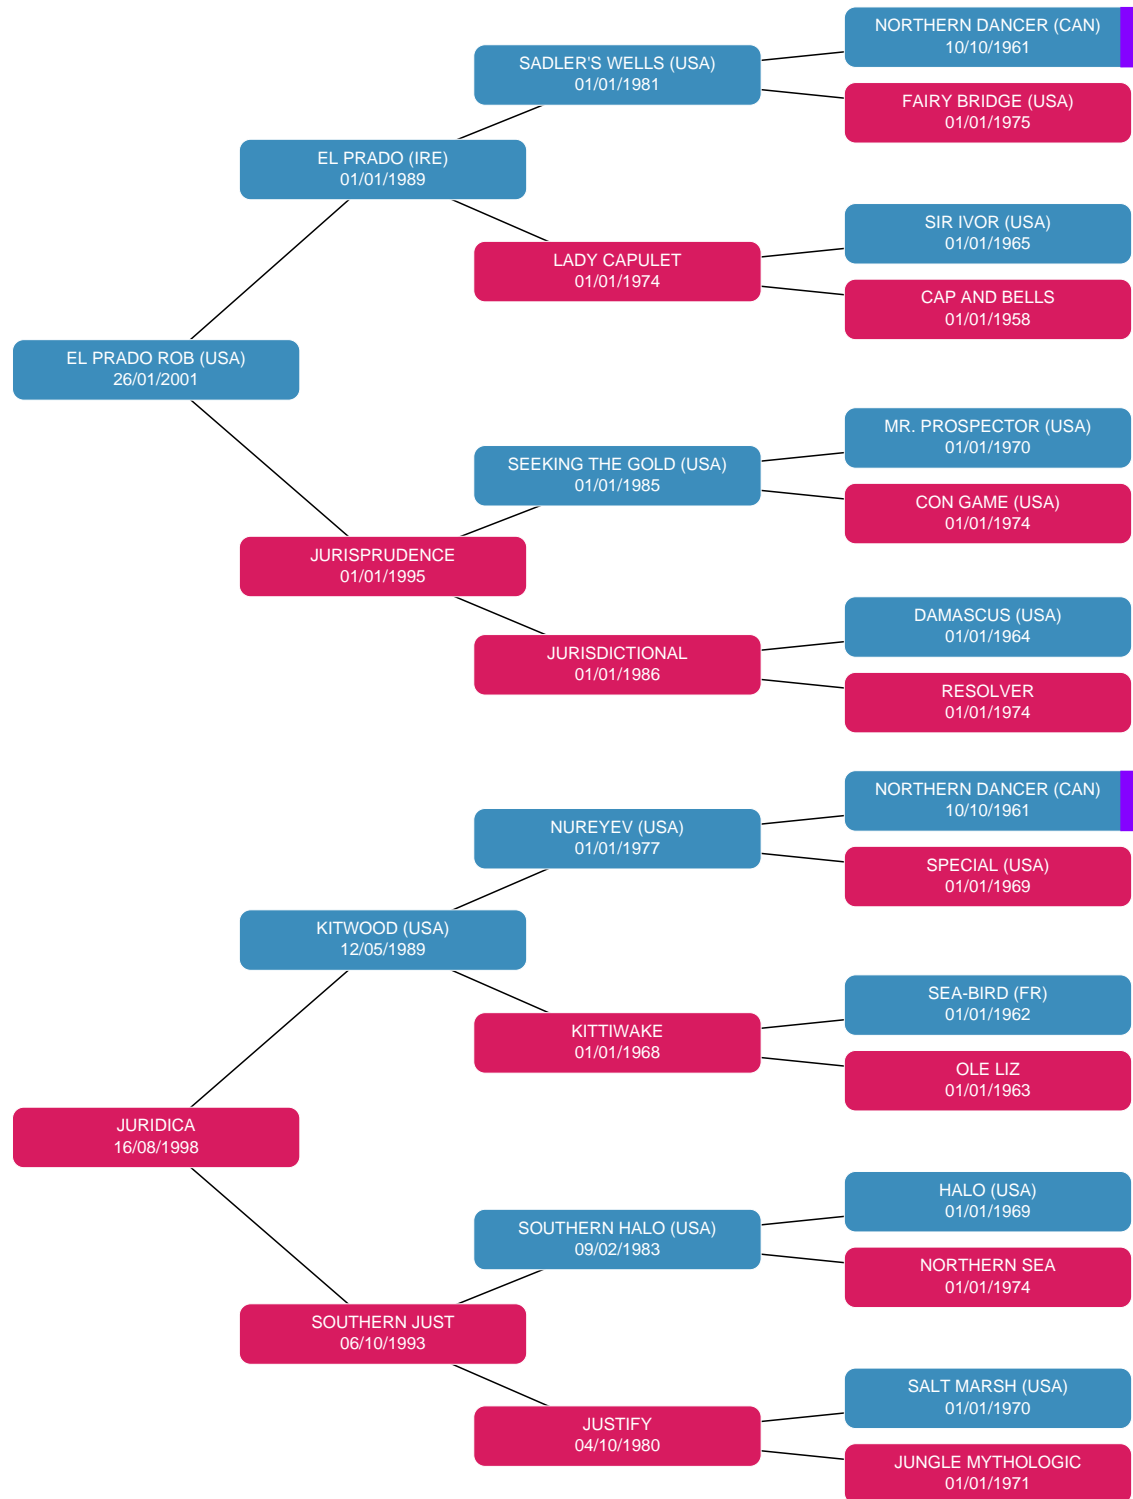 NORTHERN DANCER (CAN)
10/10/1961
SADLER'S WELLS (USA)
01/01/1981
FAIRY BRIDGE (USA)
01/01/1975
EL PRADO (IRE)
01/01/1989
SIR IVOR (USA)
01/01/1965
LADY CAPULET
01/01/1974
CAP AND BELLS
01/01/1958
EL PRADO ROB (USA)
26/01/2001
MR. PROSPECTOR (USA)
01/01/1970
SEEKING THE GOLD (USA)
01/01/1985
CON GAME (USA)
01/01/1974
JURISPRUDENCE
01/01/1995
DAMASCUS (USA)
01/01/1964
JURISDICTIONAL
01/01/1986
RESOLVER
01/01/1974
NORTHERN DANCER (CAN)
10/10/1961
NUREYEV (USA)
01/01/1977
SPECIAL (USA)
01/01/1969
KITWOOD (USA)
12/05/1989
SEA-BIRD (FR)
01/01/1962
KITTIWAKE
01/01/1968
OLE LIZ
01/01/1963
JURIDICA
16/08/1998
HALO (USA)
01/01/1969
SOUTHERN HALO (USA)
09/02/1983
NORTHERN SEA
01/01/1974
SOUTHERN JUST
06/10/1993
SALT MARSH (USA)
01/01/1970
JUSTIFY
04/10/1980
JUNGLE MYTHOLOGIC
01/01/1971